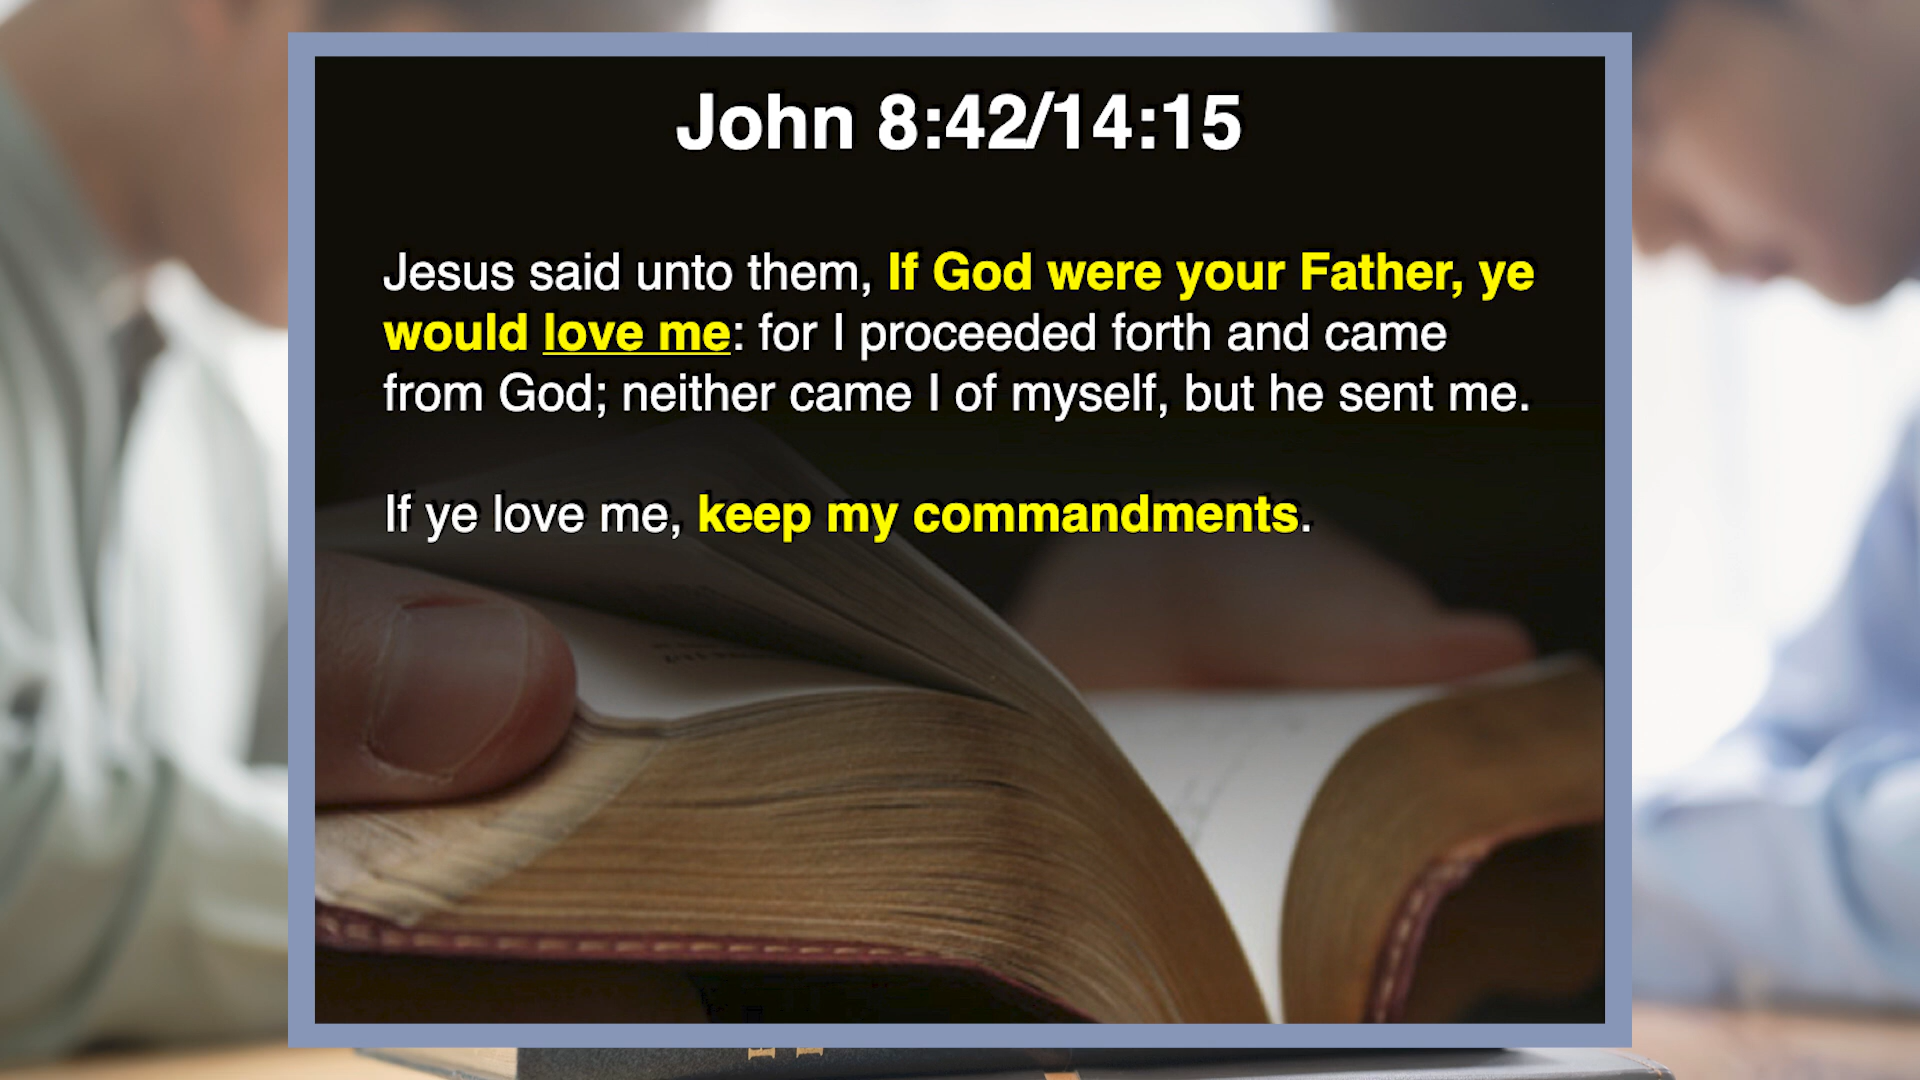 John 8:42/14:15
Jesus said unto them, If God were your Father, ye
would love me: for I proceeded forth and came
from God; neither came I of myself, but he sent me.
If ye love me, keep my commandments.